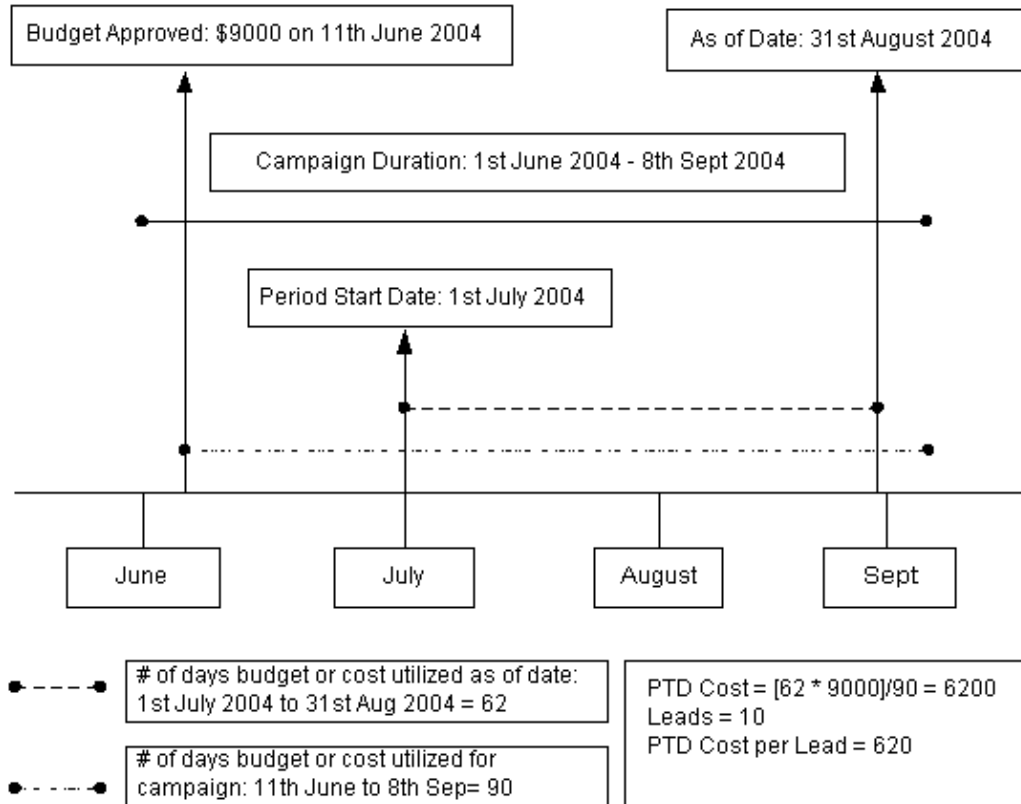 Budget Approved: $9000 on 11th June 2004
As of Date: 31st August 2004
Campaign Duration: 1st June 2004 - 8th Sept 2004
Period Start Date: 1st July 2004
June
July
August
Sept
# of days budget or cost utilized as of date:
1st July 2004 to 31st Aug 2004 = 62
# of days budget or cost utilized for
campaign: 11th June to 8th Sep= 90
PTD Cost = [62 * 9000]/90 = 6200
Leads = 10
PTD Cost per Lead = 620